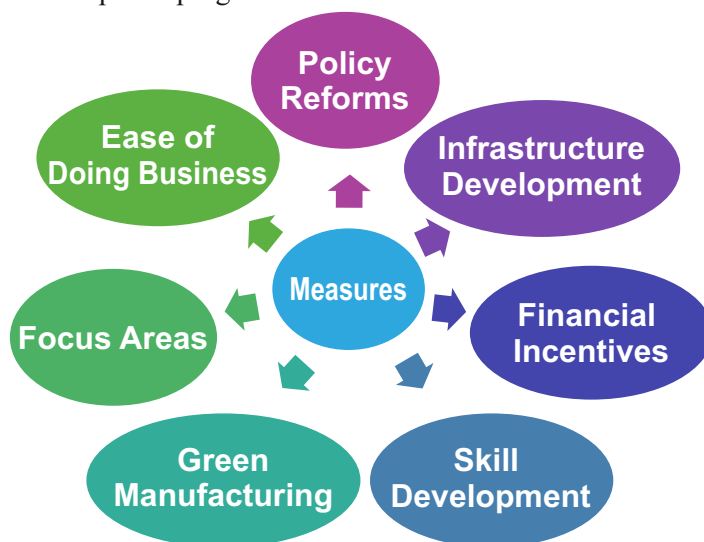 Policy
Reforms
Ease of
Doing Business
Infrastructure
Development
Measures
Focus Areas
Financial
Incentives
Green
Manufacturing
Skill
Development